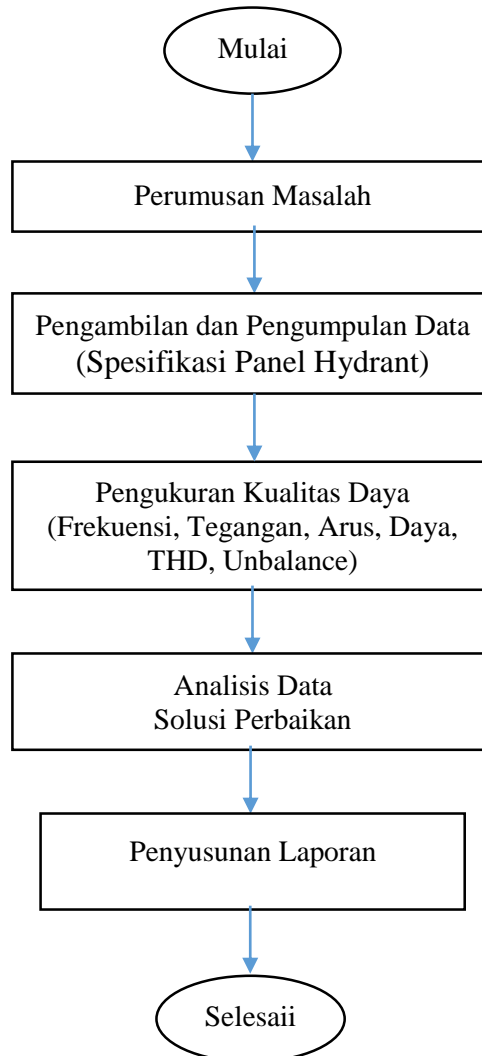 Mulai
Perumusan Masalah
Pengambilan dan Pengumpulan Data
(Spesifikasi Panel Hydrant)
Pengukuran Kualitas Daya
(Frekuensi, Tegangan, Arus, Daya,
THD, Unbalance)
Analisis Data
Solusi Perbaikan
Penyusunan Laporan
Selesaii